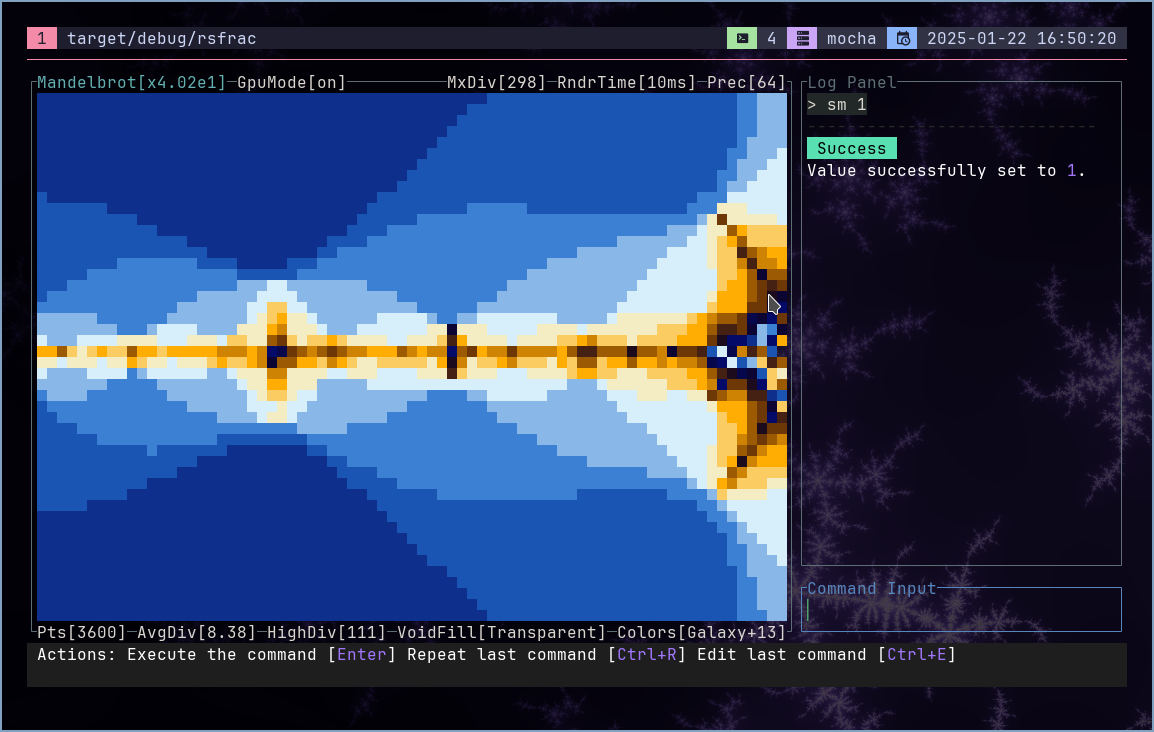 1 target/debug/rsfrac 4 mocha 2025-01-22 16:50:20
Mandelbrot[x4.02e1] GpuMode[on] MxDiv[298] RndrTime[10ms] Prec[64]
Log Panel
> sm 1
Success
Value successfully set to 1.
Command Input
Pts[3600] AvgDiv[8.38] HighDiv[111] VoidFill[Transparent] Colors[Galaxy+13]
Actions: Execute the command [Enter] Repeat last command [Ctrl+R] Edit last command [Ctrl+E]